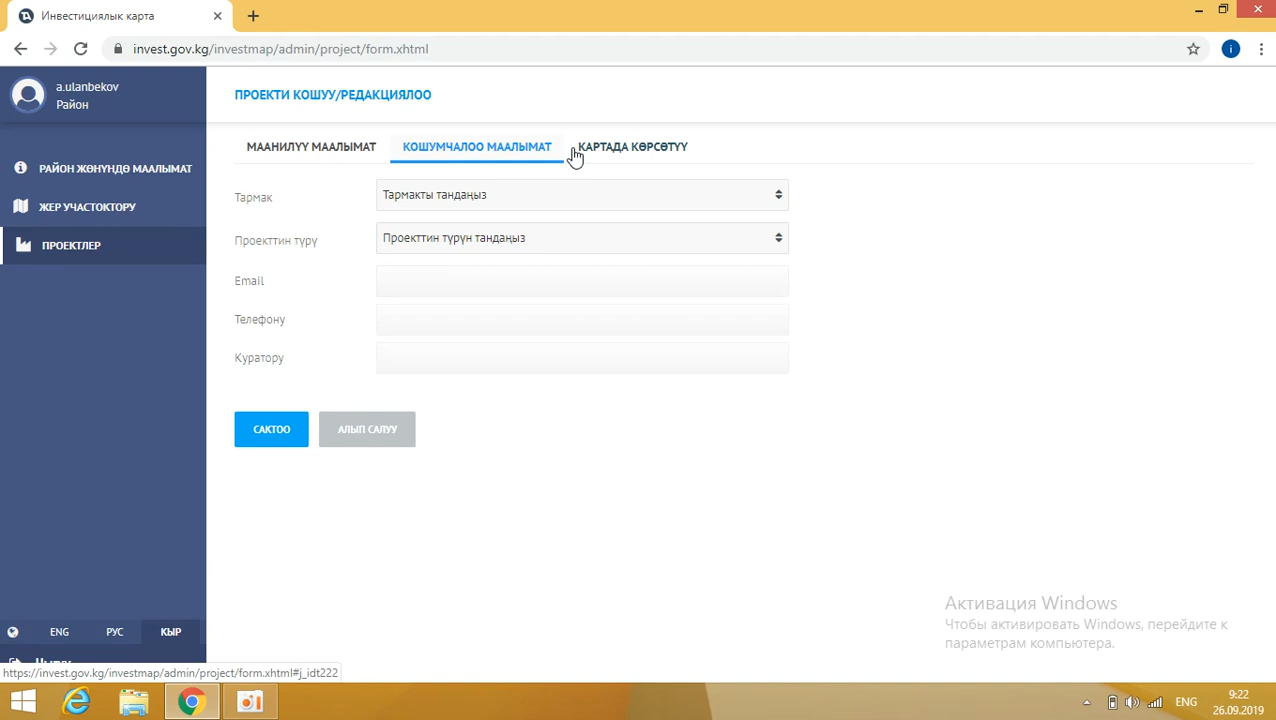 Инвестициялык карта
invest.gov.kg/investmap/admin/project/form.xhtml
i
a.ulanbekov
Район
РАЙОН ЖӨНҮНДӨ МААЛЫМАТ
ЖЕР УЧАСТОКТОРУ
ПРОЕКТЛЕР
ПРОЕКТИ КОШУУ/РЕДАКЦИЯЛОО
МААНИЛҮҮ МААЛЫМАТ КОШУМЧАЛОО МААЛЫМАТ КАРТАДА КӨРСӨТҮҮ
Тармак Тармакты тандаңыз
Проекттин түрү Проекттин түрүн тандаңыз
Email
Телефону
Куратору
САКТОО АЛЫП САЛУУ
Активация Windows
Чтобы активировать Windows, перейдите к
параметрам компьютера.
ENG РУС КЫР
https://invest.gov.kg/investmap/admin/project/form.xhtml#j_idt222
ENG
9:22
26.09.2019